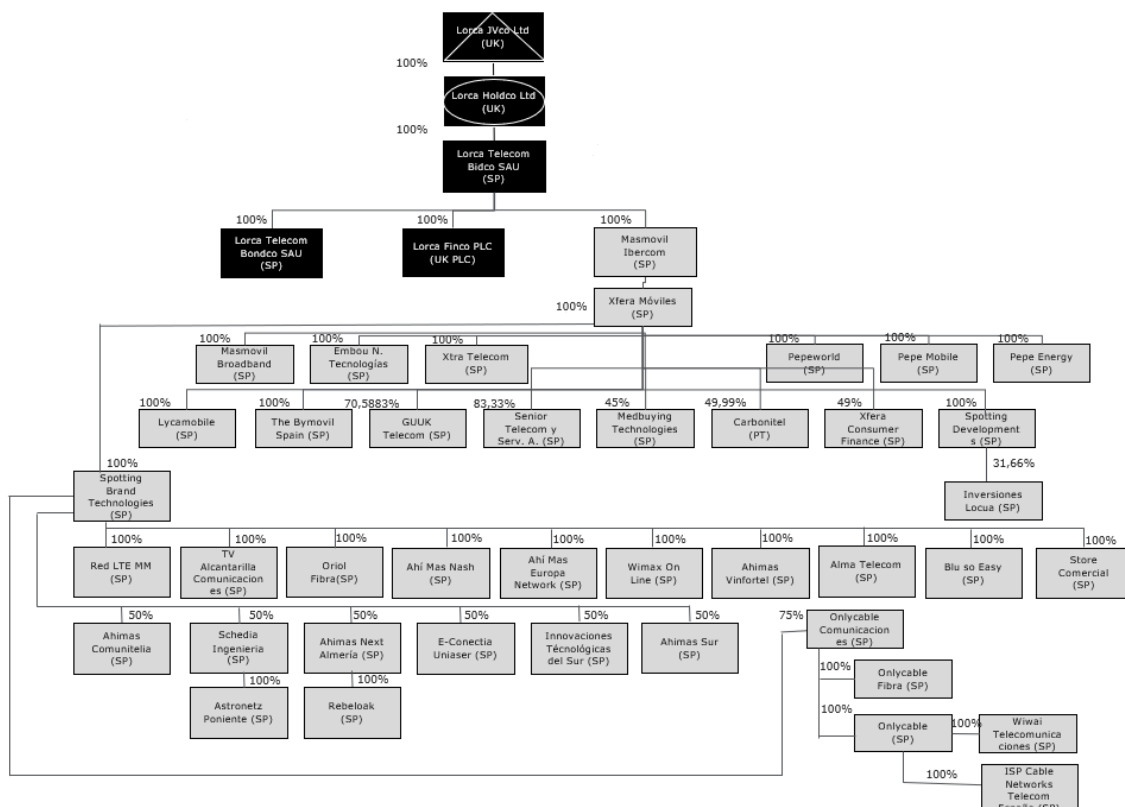 Lorca JVco Ltd
(UK)
100%
Lorca Holdco Ltd
(UK)
100%
Lorca Telecom
Bidco SAU
(SP)
100%
100%
100%
Lorca Telecom
Bondco SAU
(SP)
Lorca Finco PLC
(UK PLC)
Masmovil
Ibercom
(SP)
100%
Xfera Móviles
(SP)
100%
100%
100%
100%
100%
100%
Masmovil
Broadband
(SP)
Embou N.
Tecnologías
(SP)
Xtra Telecom
(SP)
Pepeworld
(SP)
Pepe Mobile
(SP)
Pepe Energy
(SP)
100%
100%
70,5883%
83,33%
45%
49,99%
49%
100%
Lycamobile
(SP)
The Bymovil
Spain (SP)
GUUK
Telecom (SP)
Senior
Telecom y
Serv. A. (SP)
Medbuying
Technologies
(SP)
Carbonitel
(PT)
Xfera
Consumer
Finance (SP)
Spotting
Development
s (SP)
100%
31,66%
Spotting
Brand
Technologies
(SP)
Inversiones
Locua (SP)
100%
100%
100%
100%
100%
100%
100%
100%
100%
100%
Red LTE MM
(SP)
TV
Alcantarilla
Comunicacion
es (SP)
Oriol
Fibra(SP)
Ahí Mas Nash
(SP)
Ahí Mas
Europa
Network (SP)
Wimax On
Line (SP)
Ahimas
Vinfortel (SP)
Alma Telecom
(SP)
Blu so Easy
(SP)
Store
Comercial
(SP)
50%
50%
50%
50%
50%
50%
75%
Ahimas
Comunitelia
(SP)
Schedia
Ingenieria
(SP)
Ahimas Next
Almería (SP)
E-Conectia
Uniaser (SP)
Innovaciones
Técnológicas
del Sur (SP)
Ahimas Sur
(SP)
Onlycable
Comunicacion
es (SP)
100%
100%
100%
Astronetz
Poniente (SP)
Rebeloak
(SP)
Onlycable
Fibra (SP)
100%
Onlycable
(SP)
100%
Wiwai
Telecomunica
ciones (SP)
100%
ISP Cable
Networks
Telecom
España (SP)